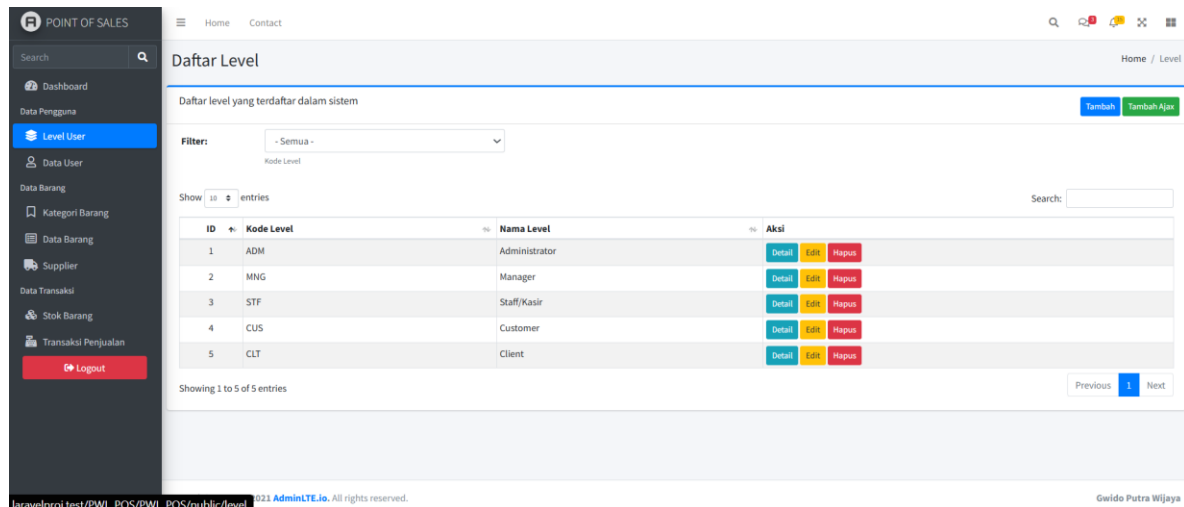 POINT OF SALES
Home Contact
3
15
Search
Dashboard
Data Pengguna
Level User
Data User
Data Barang
Kategori Barang
Data Barang
Supplier
Data Transaksi
Stok Barang
Transaksi Penjualan
Logout
Daftar Level
Home / Level
Daftar level yang terdaftar dalam sistem
Tambah Tambah Ajax
Filter: - Semua -
Kode Level
Show 10 entries
Search:
ID Kode Level Nama Level Aksi
1 ADM Administrator Detail Edit Hapus
2 MNG Manager Detail Edit Hapus
3 STF Staff/Kasir Detail Edit Hapus
4 CUS Customer Detail Edit Hapus
5 CLT Client Detail Edit Hapus
Showing 1 to 5 of 5 entries
Previous 1 Next
laravelproj.test/PWL_POS/PWL_POS/public/level
021 AdminLTE.io. All rights reserved.
Gwido Putra Wijaya